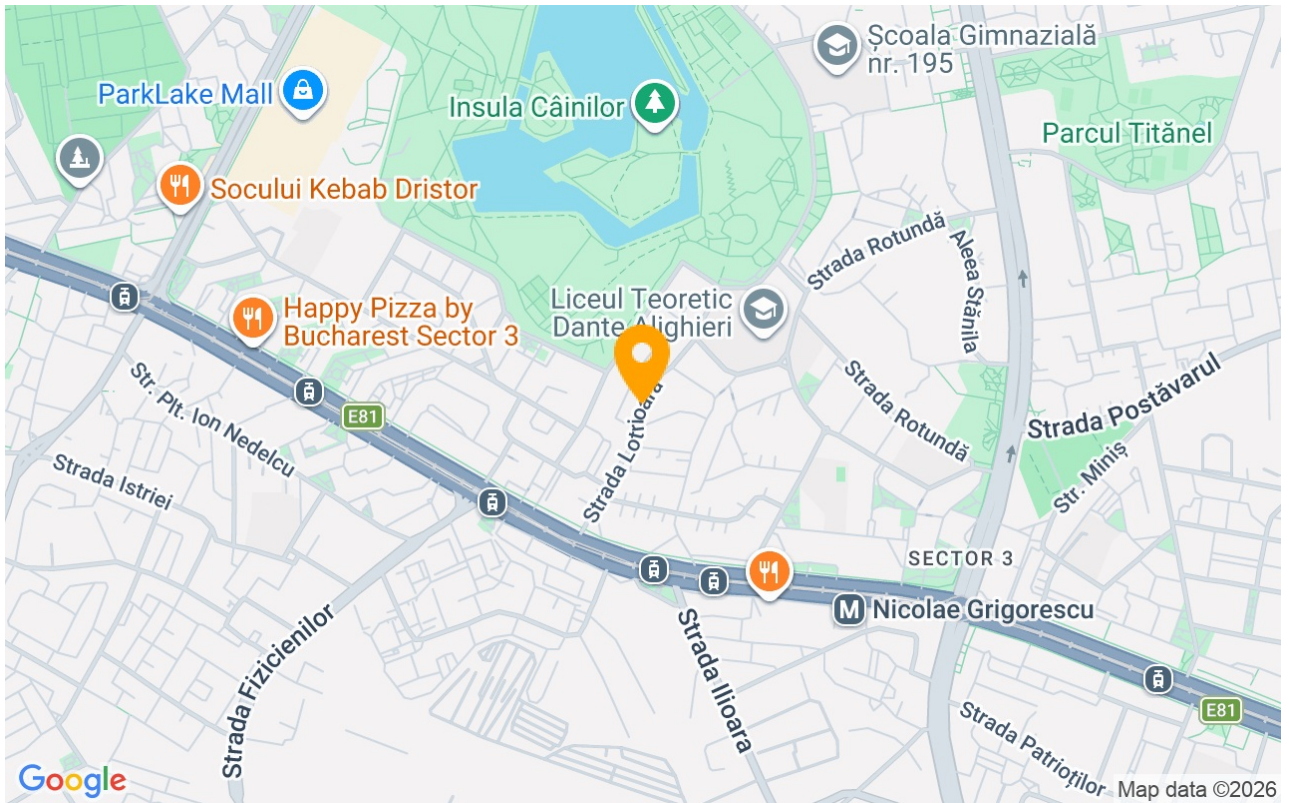 Școala Gimnazială
nr. 195
ParkLake Mall
Insula Câinilor
Parcul Titănel
Socului Kebab Dristor
Strada Rotundă
Aleea Stănila
Liceul Teoretic
Dante Alighieri
Happy Pizza by
Bucharest Sector 3
E81
Str. Plt. Ion Nedelcu
Strada Istriei
Strada Lotrioara
Strada Rotundă
Strada Postăvarul
Str. Miniș
SECTOR 3
M Nicolae Grigorescu
Strada Fizicienilor
Strada Ilioara
E81
Strada Patrioților
Google
Map data ©2026